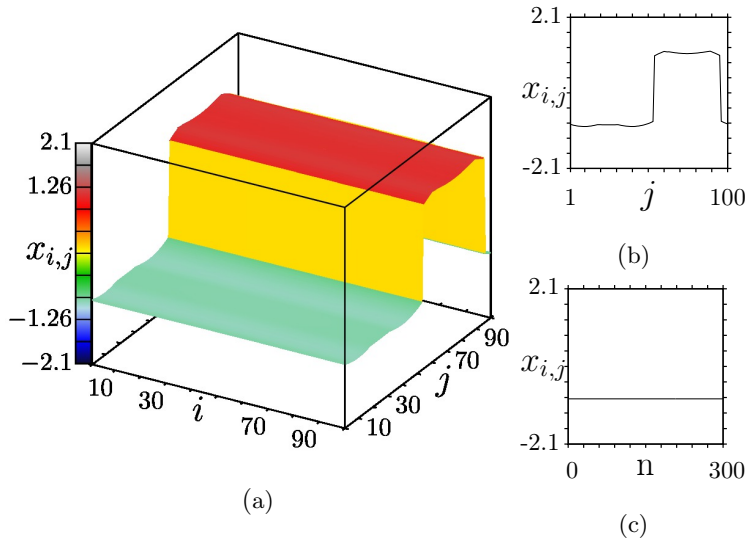 2.1
1.26
x_{i,j}
−1.26
−2.1
10
30
i
70
90
10
30
j
70
90
(a)
2.1
x_{i,j}
-2.1
1
j
100
(b)
2.1
x_{i,j}
-2.1
0
n
300
(c)